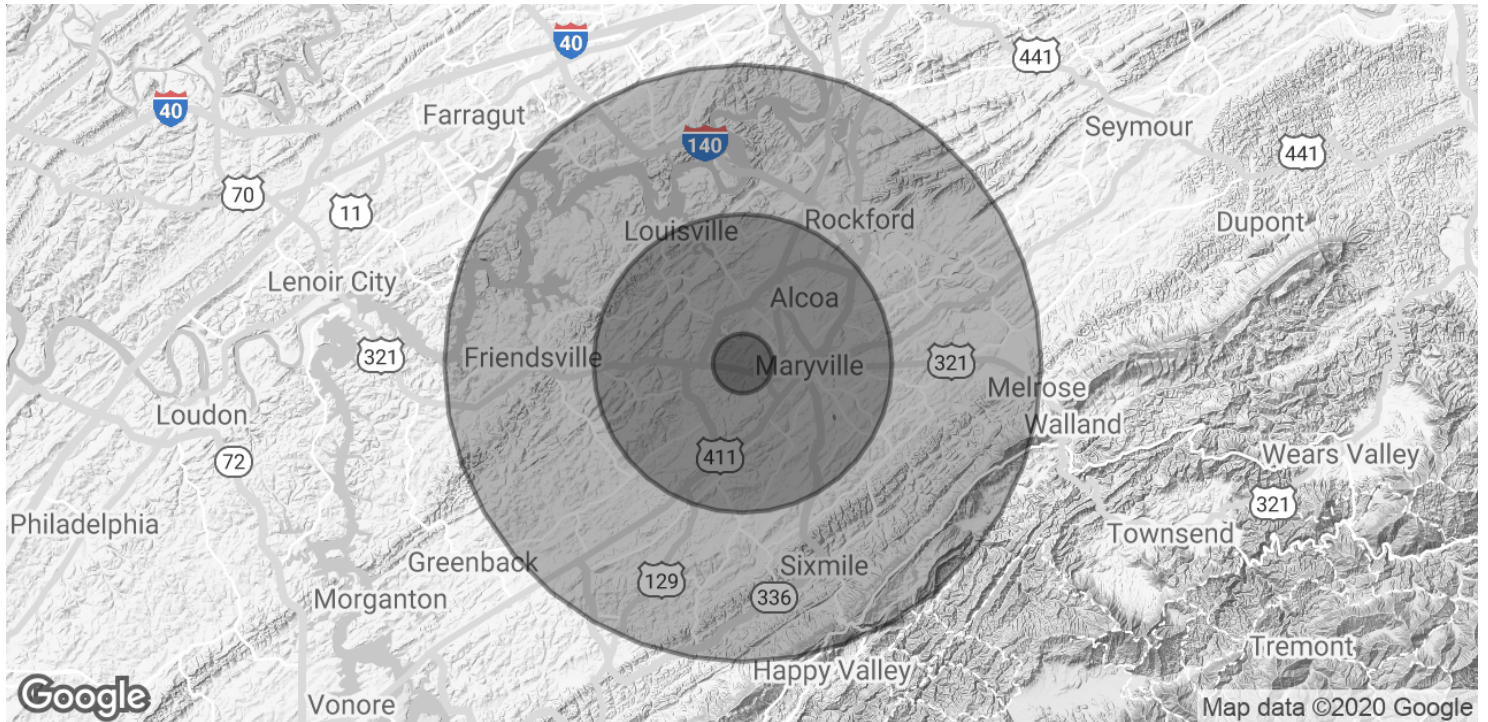 40
40
441
Farragut
Seymour
140
441
70
11
Rockford
Dupont
Louisville
Lenoir City
Alcoa
321
Friendsville
Maryville
321
Melrose
Loudon
Walland
411
72
Wears Valley
321
Philadelphia
Townsend
Greenback
Sixmile
129
336
Morganton
Tremont
Happy Valley
Google
Vonore
Map data ©2020 Google